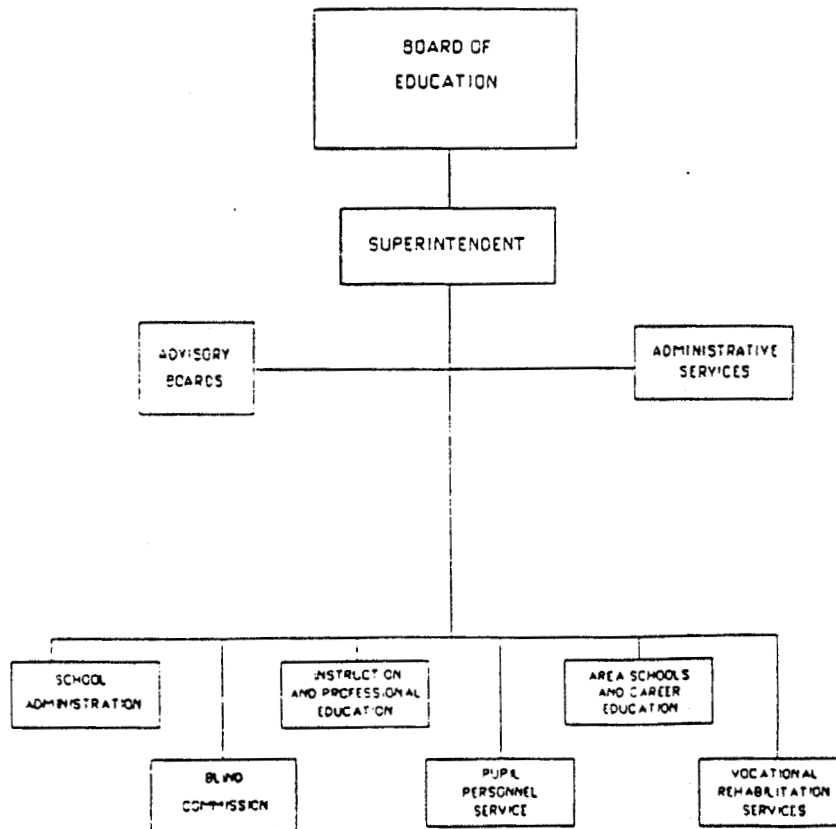 BOARD OF
EDUCATION
SUPERINTENDENT
ADVISORY
BOARDS
ADMINISTRATIVE
SERVICES
SCHOOL
ADMINISTRATION
INSTRUCTION
AND PROFESSIONAL
EDUCATION
AREA SCHOOLS
AND CAREER
EDUCATION
BLIND
COMMISSION
PUPIL
PERSONNEL
SERVICE
VOCATIONAL
REHABILITATION
SERVICES